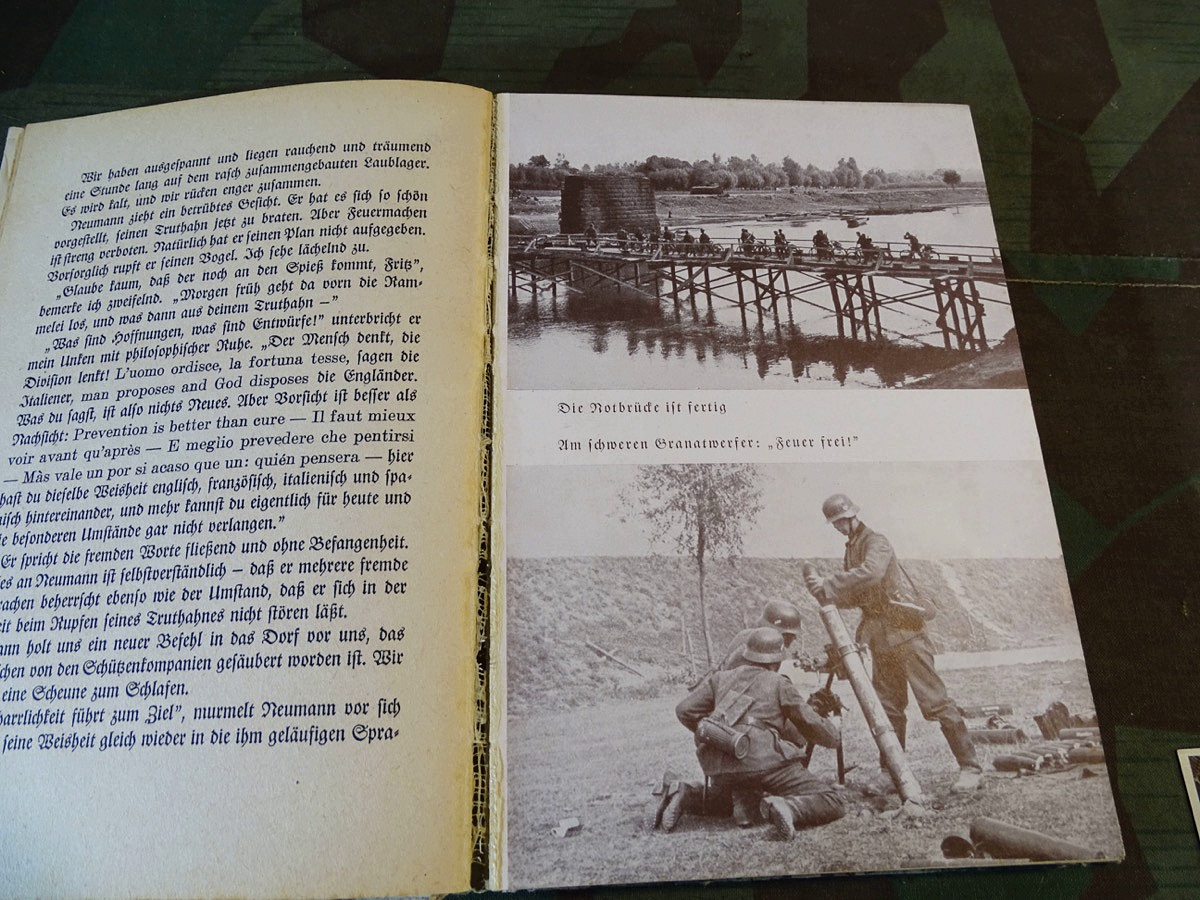 Wir haben ausgespannt und liegen rauchend und träumend
eine Stunde lang auf dem rasch zusammengebauten Laublager.
Es wird kalt, und wir rücken enger zusammen.
Neumann zieht ein betrübtes Gesicht. Er hat es sich so schön
vorgestellt, seinen Truthahn jetzt zu braten. Aber Feuermachen
ist streng verboten. Natürlich hat er seinen Plan nicht aufgegeben.
Vorsorglich rupft er seinen Vogel. Ich sehe lächelnd zu.
„Glaube kaum, daß der noch an den Spieß kommt, Fritz”,
bemerke ich zweifelnd. „Morgen früh geht da vorn die Ram-
melei los, und was dann aus deinem Truthahn —”
„Was sind Hoffnungen, was sind Entwürfe!” unterbricht er
mein Unken mit philosophischer Ruhe. „Der Mensch denkt, die
Division lenkt! L'uomo ordisce, la fortuna tesse, sagen die
Italiener, man proposes and God disposes die Engländer.
Was du sagst, ist also nichts Neues. Aber Vorsicht ist besser als
Nachsicht: Prevention is better than cure — Il faut mieux
voir avant qu'après — E meglio prevedere che pentirsi
— Màs vale un por si acaso que un: quién pensera — hier
hast du dieselbe Weisheit englisch, französisch, italienisch und spa-
nisch hintereinander, und mehr kannst du eigentlich für heute und
besonderen Umstände gar nicht verlangen.”
Er spricht die fremden Worte fließend und ohne Befangenheit.
an Neumann ist selbstverständlich — daß er mehrere fremde
beherrscht ebenso wie der Umstand, daß er sich in der
beim Rupfen seines Truthahnes nicht stören läßt.
holt uns ein neuer Befehl in das Dorf vor uns, das
von den Schützenkompanien gesäubert worden ist. Wir
eine Scheune zum Schlafen.
führt zum Ziel”, murmelt Neumann vor sich
seine Weisheit gleich wieder in die ihm geläufigen Spra-
Die Notbrücke ist fertig
Am schweren Granatwerfer: „Feuer frei!”